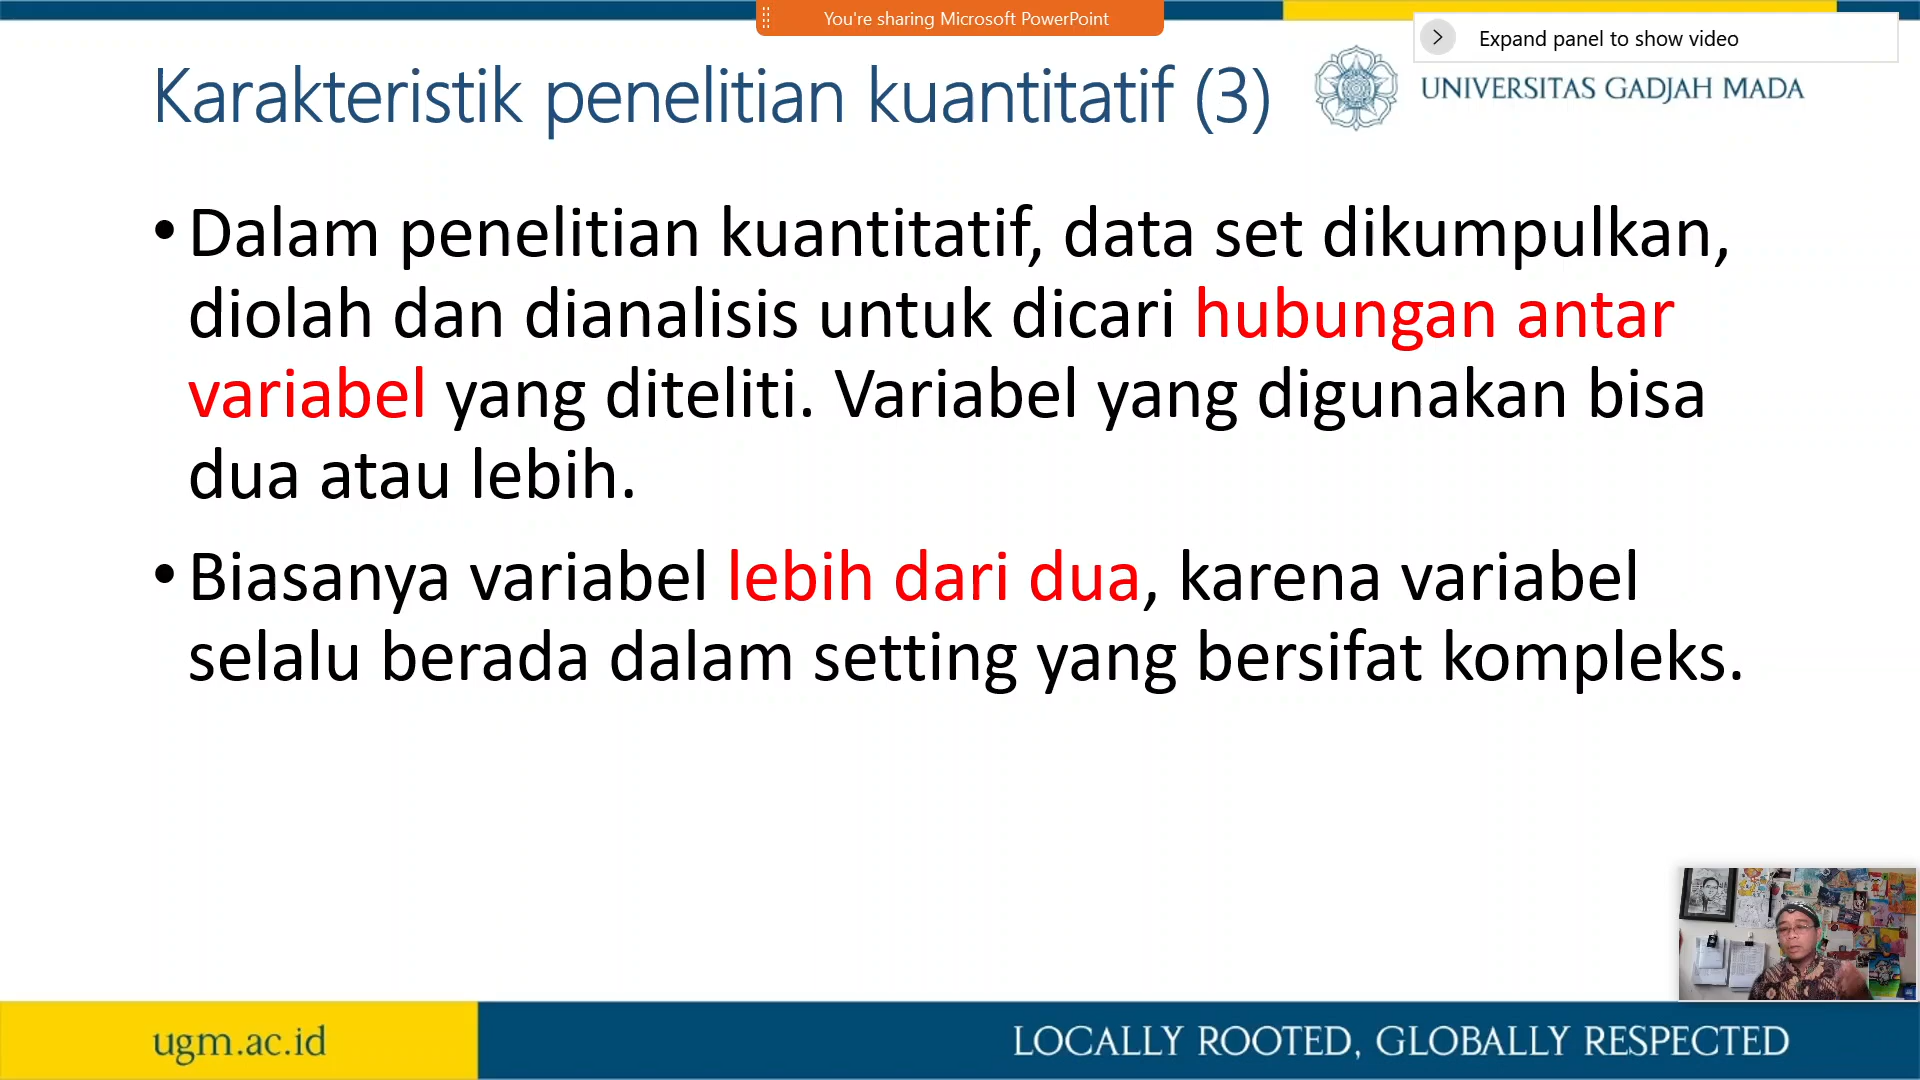 You're sharing Microsoft PowerPoint
Expand panel to show video
Karakteristik penelitian kuantitatif (3)
UNIVERSITAS GADJAH MADA
• Dalam penelitian kuantitatif, data set dikumpulkan,
diolah dan dianalisis untuk dicari hubungan antar
variabel yang diteliti. Variabel yang digunakan bisa
dua atau lebih.
• Biasanya variabel lebih dari dua, karena variabel
selalu berada dalam setting yang bersifat kompleks.
ugm.ac.id
LOCALLY ROOTED, GLOBALLY RESPECTED